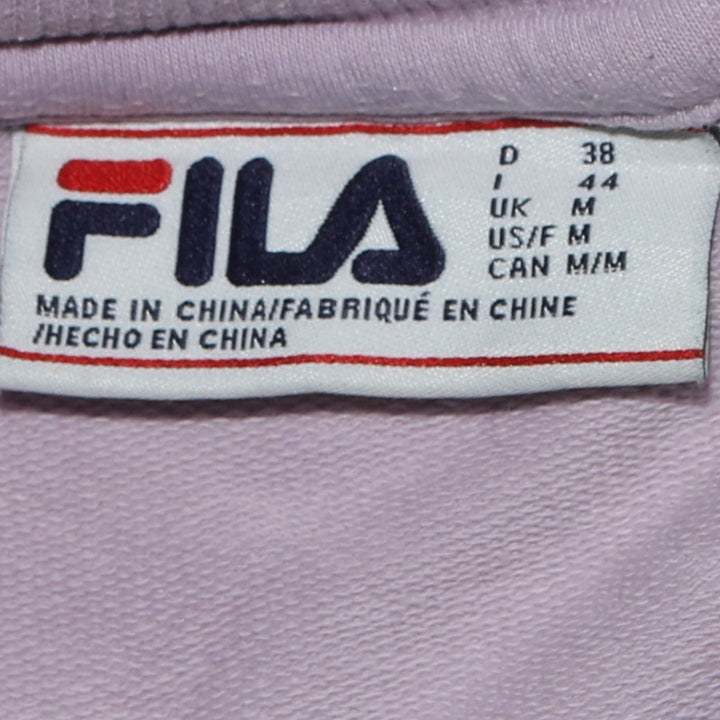 FILA
D 38
I 44
UK M
US/F M
CAN M/M
MADE IN CHINA/FABRIQUÉ EN CHINE
/HECHO EN CHINA